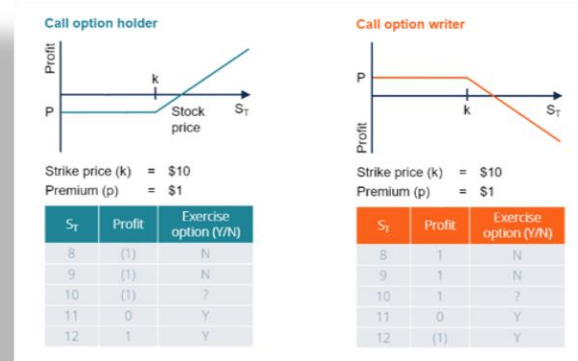 Call option holder
Profit
k
P
Stock price
S_T
Strike price (k) = $10
Premium (p) = $1
S_T Profit Exercise option (Y/N)
8 (1) N
9 (1) N
10 (1) ?
11 0 Y
12 1 Y
Call option writer
P
k
S_T
Profit
Strike price (k) = $10
Premium (p) = $1
S_T Profit Exercise option (Y/N)
8 1 N
9 1 N
10 1 ?
11 0 Y
12 (1) Y